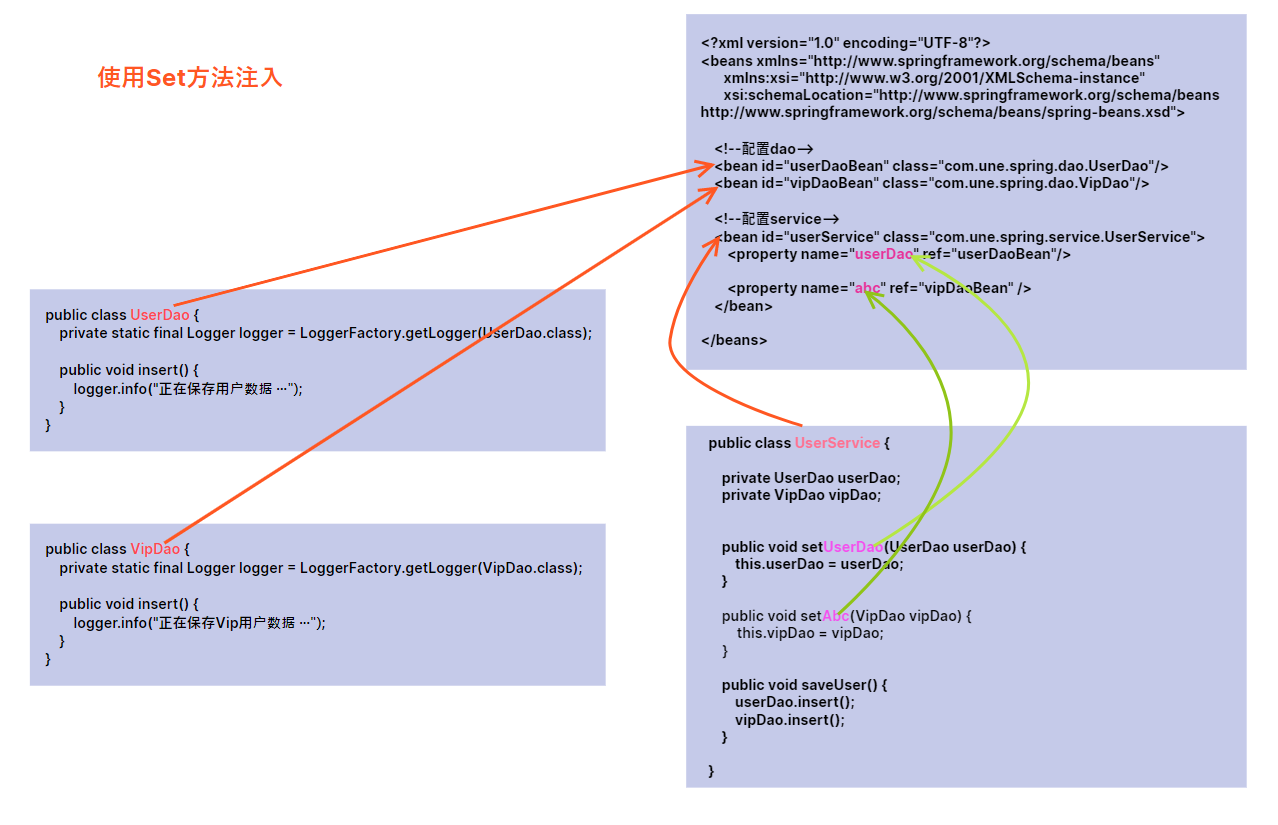 使用Set方法注入
<?xml version="1.0" encoding="UTF-8"?>
<beans xmlns="http://www.springframework.org/schema/beans"
xmlns:xsi="http://www.w3.org/2001/XMLSchema-instance"
xsi:schemaLocation="http://www.springframework.org/schema/beans
http://www.springframework.org/schema/beans/spring-beans.xsd">
<!--配置dao-->
<bean id="userDaoBean" class="com.une.spring.dao.UserDao"/>
<bean id="vipDaoBean" class="com.une.spring.dao.VipDao"/>
<!--配置service-->
<bean id="userService" class="com.une.spring.service.UserService">
<property name="userDao" ref="userDaoBean"/>
<property name="abc" ref="vipDaoBean" />
</bean>
</beans>
public class UserDao {
private static final Logger logger = LoggerFactory.getLogger(UserDao.class);
public void insert() {
logger.info("正在保存用户数据 ···");
}
}
public class VipDao {
private static final Logger logger = LoggerFactory.getLogger(VipDao.class);
public void insert() {
logger.info("正在保存Vip用户数据 ···");
}
}
public class UserService {
private UserDao userDao;
private VipDao vipDao;
public void setUserDao(UserDao userDao) {
this.userDao = userDao;
}
public void setAbc(VipDao vipDao) {
this.vipDao = vipDao;
}
public void saveUser() {
userDao.insert();
vipDao.insert();
}
}